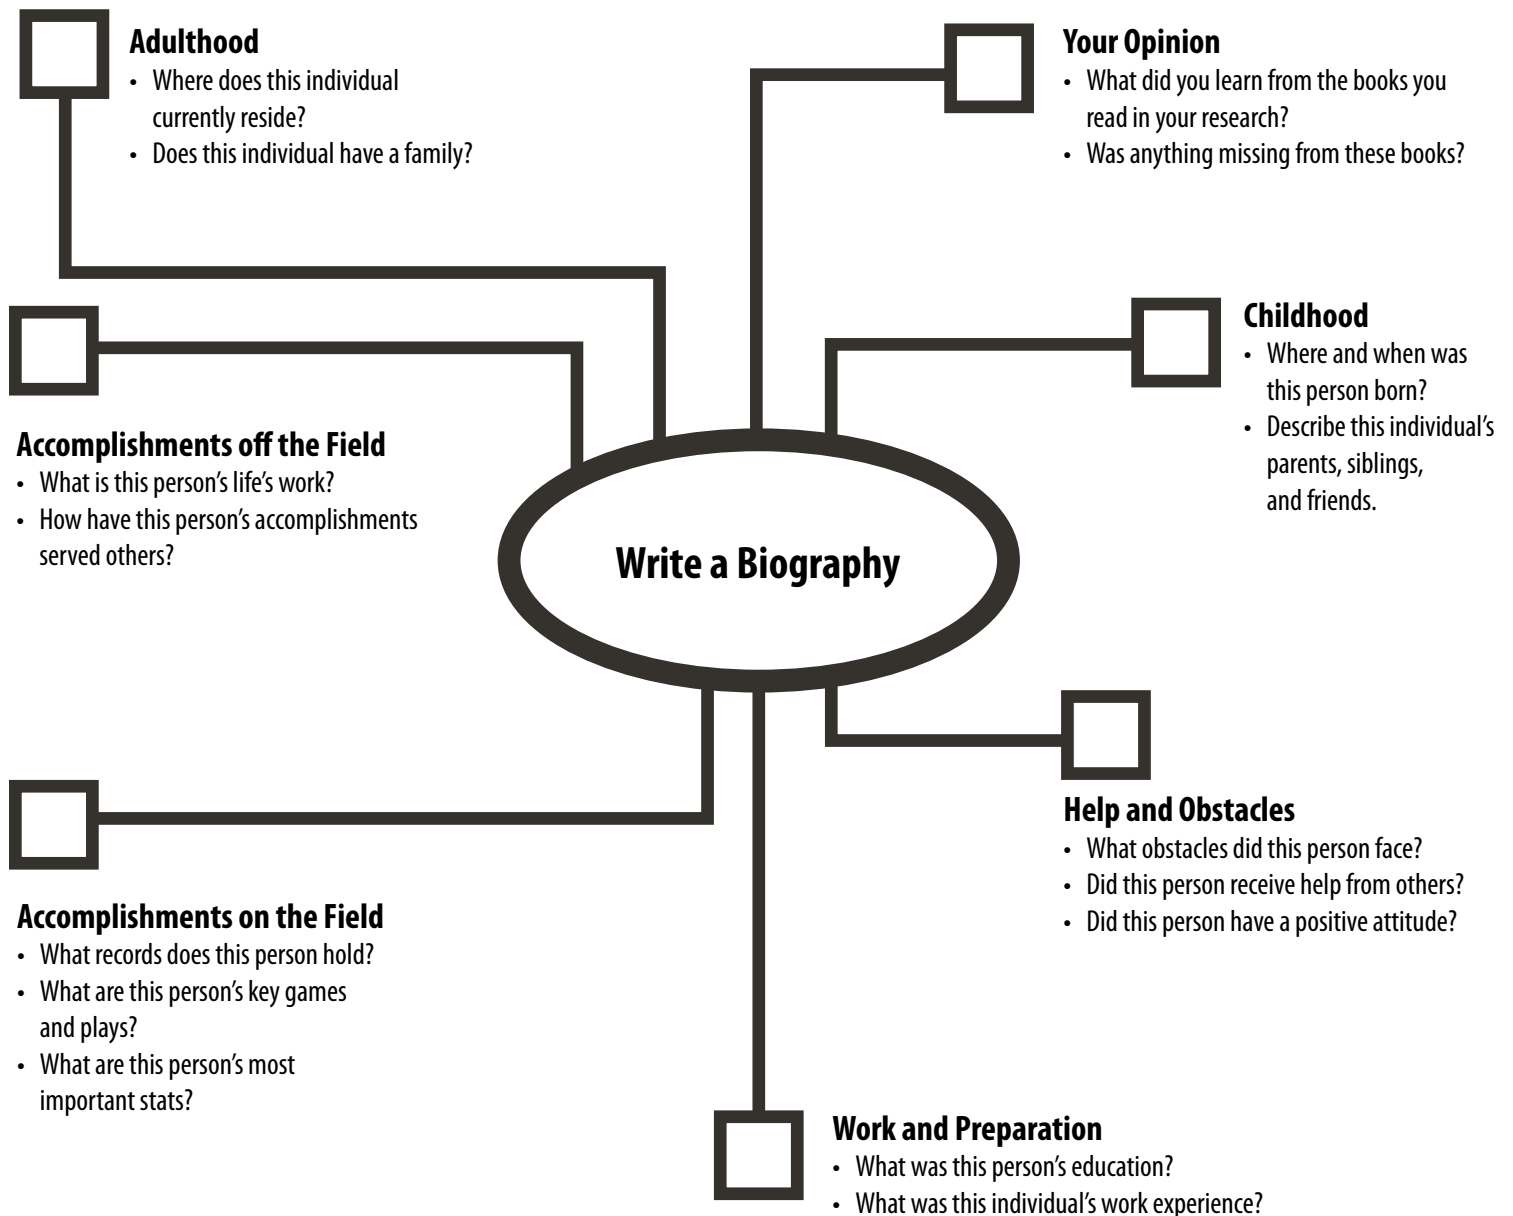 Adulthood
• Where does this individual
currently reside?
• Does this individual have a family?
Your Opinion
• What did you learn from the books you
read in your research?
• Was anything missing from these books?
Childhood
• Where and when was
this person born?
• Describe this individual’s
parents, siblings,
and friends.
Accomplishments off the Field
• What is this person’s life’s work?
• How have this person’s accomplishments
served others?
Write a Biography
Help and Obstacles
• What obstacles did this person face?
• Did this person receive help from others?
• Did this person have a positive attitude?
Accomplishments on the Field
• What records does this person hold?
• What are this person’s key games
and plays?
• What are this person’s most
important stats?
Work and Preparation
• What was this person’s education?
• What was this individual’s work experience?